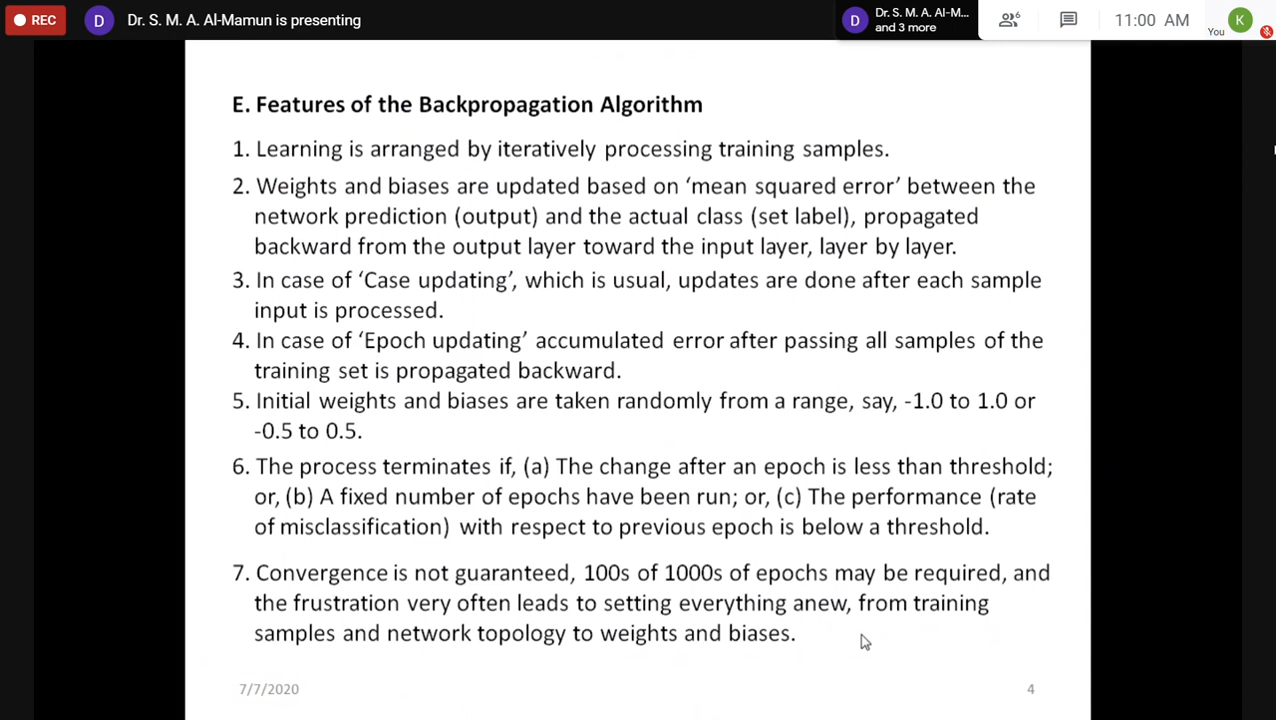 REC
D
Dr. S. M. A. Al-Mamun is presenting
D
Dr. S. M. A. Al-M...
and 3 more
6
11:00 AM
You
K
E. Features of the Backpropagation Algorithm
1. Learning is arranged by iteratively processing training samples.
2. Weights and biases are updated based on ‘mean squared error’ between the
network prediction (output) and the actual class (set label), propagated
backward from the output layer toward the input layer, layer by layer.
3. In case of ‘Case updating’, which is usual, updates are done after each sample
input is processed.
4. In case of ‘Epoch updating’ accumulated error after passing all samples of the
training set is propagated backward.
5. Initial weights and biases are taken randomly from a range, say, -1.0 to 1.0 or
-0.5 to 0.5.
6. The process terminates if, (a) The change after an epoch is less than threshold;
or, (b) A fixed number of epochs have been run; or, (c) The performance (rate
of misclassification) with respect to previous epoch is below a threshold.
7. Convergence is not guaranteed, 100s of 1000s of epochs may be required, and
the frustration very often leads to setting everything anew, from training
samples and network topology to weights and biases.
7/7/2020
4